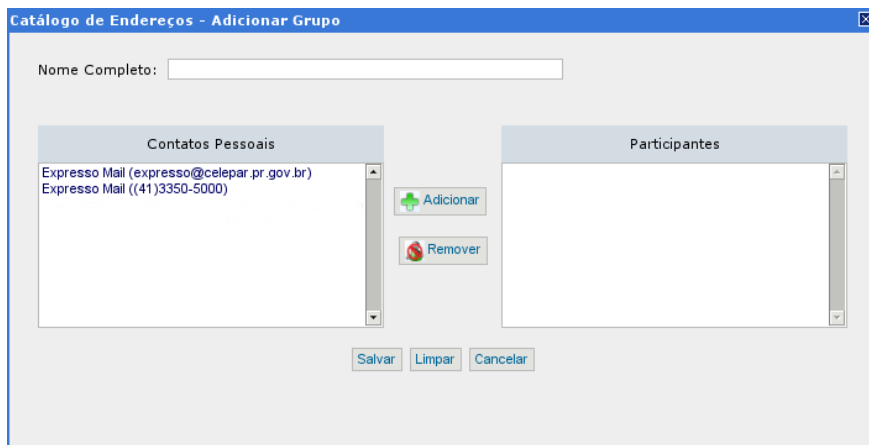 Catálogo de Endereços - Adicionar Grupo
Nome Completo:
Contatos Pessoais
Participantes
Expresso Mail (expresso@celepar.pr.gov.br)
Expresso Mail ((41)3350-5000)
Adicionar
Remover
Salvar Limpar Cancelar